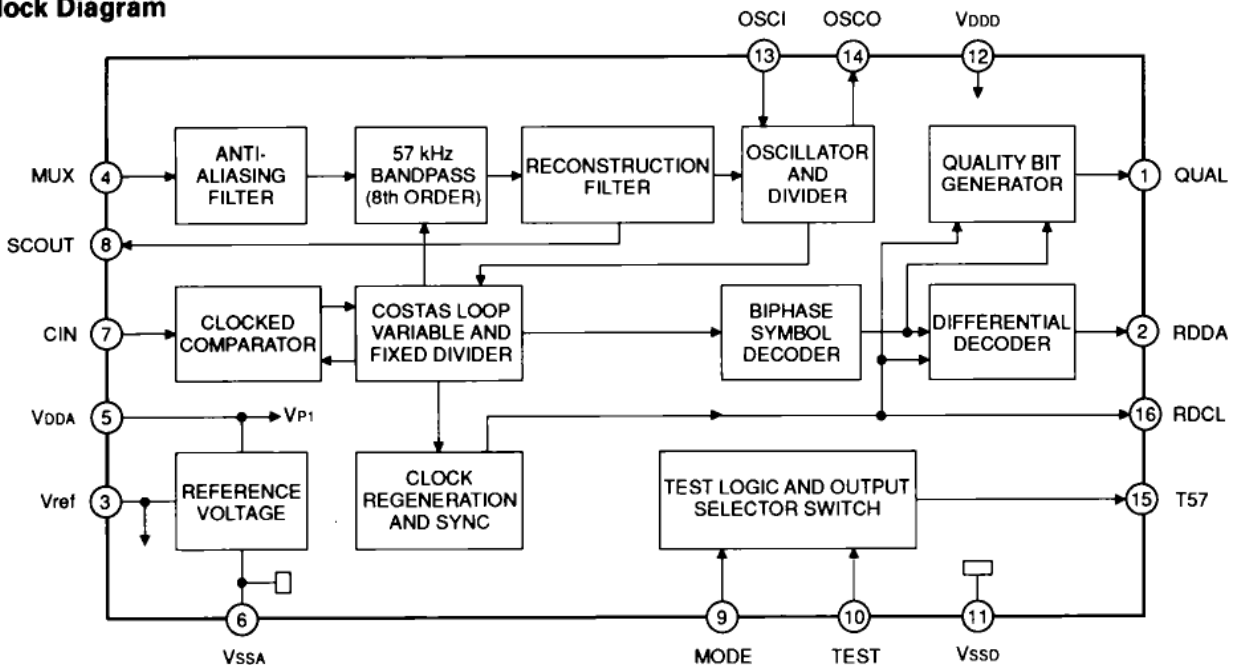 lock Diagram
OSCI
OSCO
VDDD
13
14
12
ANTI-
ALIASING
FILTER
57 kHz
BANDPASS
(8th ORDER)
RECONSTRUCTION
FILTER
OSCILLATOR
AND
DIVIDER
QUALITY BIT
GENERATOR
MUX
4
1
QUAL
SCOUT
8
CIN
7
CLOCKED
COMPARATOR
COSTAS LOOP
VARIABLE AND
FIXED DIVIDER
BIPHASE
SYMBOL
DECODER
DIFFERENTIAL
DECODER
2
RDDA
VDDA
5
VP1
16
RDCL
Vref
3
REFERENCE
VOLTAGE
CLOCK
REGENERATION
AND SYNC
TEST LOGIC AND OUTPUT
SELECTOR SWITCH
15
T57
6
9
10
11
VSSA
MODE
TEST
VSSD